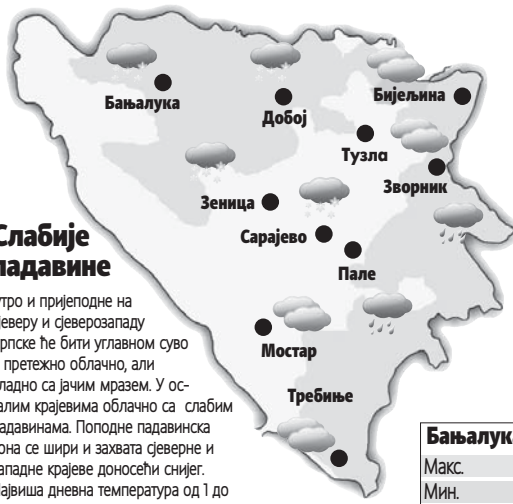 Бањалука
Добој
Бијељина
Тузла
Зворник
Зеница
Сарајево
Пале
Мостар
Требиње
Слабије
падавине
утро и пријеподне на
јеверу и сјеверозападу
рпске ће бити углавном суво
претежно облачно, али
ладно са јачим мразем. У ос-
алим крајевима облачно са слабим
адавинама. Поподне падавинска
она се шири и захвата сјеверне и
ападне крајеве доносећи снијег.
ајвиша дневна температура од 1 до
Бањалук
Макс.
Мин.